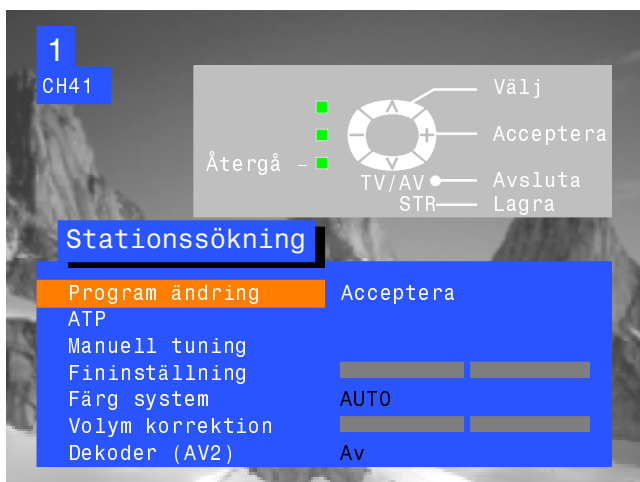 1
CH41
Välj
Acceptera
Återgå
TV/AV Avsluta
STR Lagra
Stationssökning
Program ändring Acceptera
ATP
Manuell tuning
Fininställning
Färg system AUTO
Volym korrektion
Dekoder (AV2) Av